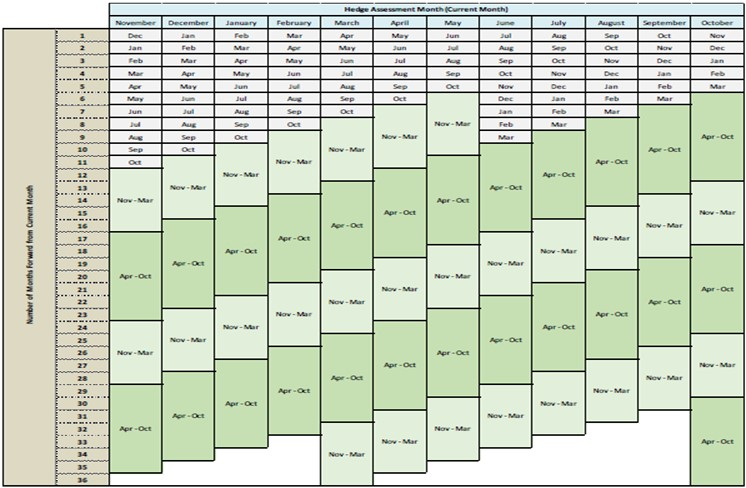 Hedge Assessment Month (Current Month)
November December January February March April May June July August September October
Number of Months Forward from Current Month
1 Dec Jan Feb Mar Apr May Jun Jul Aug Sep Oct Nov
2 Jan Feb Mar Apr May Jun Jul Aug Sep Oct Nov Dec
3 Feb Mar Apr May Jun Jul Aug Sep Oct Nov Dec Jan
4 Mar Apr May Jun Jul Aug Sep Oct Nov Dec Jan Feb
5 Apr May Jun Jul Aug Sep Oct Nov Dec Jan Feb Mar
6 May Jun Jul Aug Sep Oct Dec Jan Feb Mar
7 Jun Jul Aug Sep Oct Jan Feb Mar
8 Jul Aug Sep Oct Nov - Mar Feb Mar
9 Aug Sep Oct Nov - Mar Mar Apr - Oct
10 Sep Oct Nov - Mar Apr - Oct
11 Oct Nov - Mar Apr - Oct
12 Nov - Mar Apr - Oct
13 Nov - Mar Apr - Oct
14 Nov - Mar Apr - Oct
15 Apr - Oct Nov - Mar
16 Apr - Oct Nov - Mar
17 Apr - Oct Nov - Mar
18 Apr - Oct Nov - Mar
19 Apr - Oct Nov - Mar
20 Apr - Oct Nov - Mar
21 Nov - Mar Apr - Oct
22 Nov - Mar Apr - Oct
23 Nov - Mar Apr - Oct
24 Nov - Mar Apr - Oct
25 Nov - Mar Apr - Oct
26 Nov - Mar Apr - Oct
27 Apr - Oct Nov - Mar
28 Apr - Oct Nov - Mar
29 Apr - Oct Nov - Mar
30 Apr - Oct Nov - Mar
31 Apr - Oct Nov - Mar
32 Apr - Oct Nov - Mar
33 Nov - Mar Apr - Oct
34
35 Nov - Mar
36